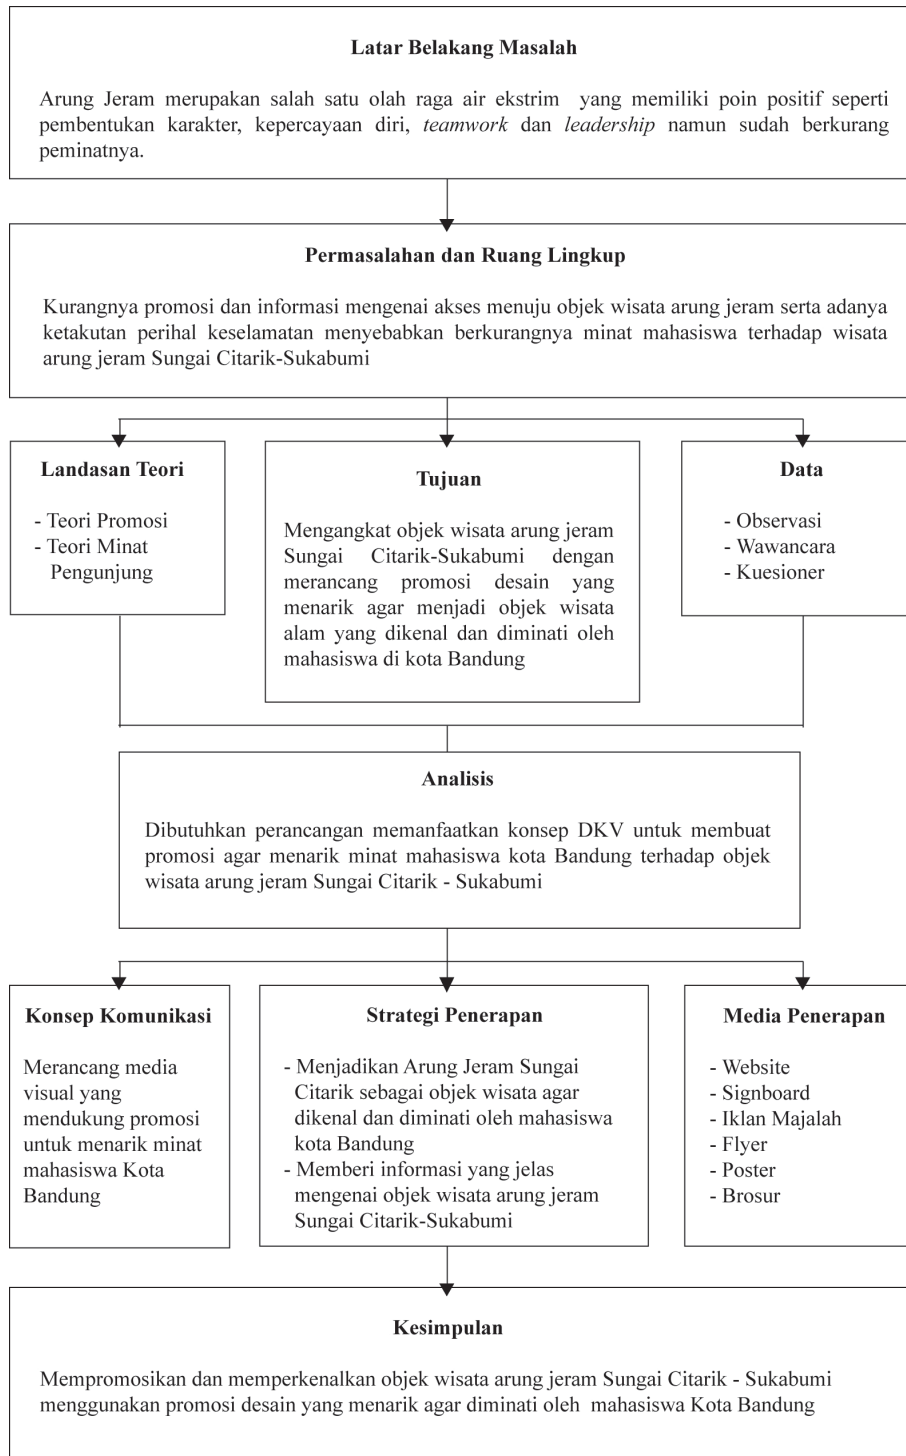 Latar Belakang Masalah
Arung Jeram merupakan salah satu olah raga air ekstrim yang memiliki poin positif seperti
pembentukan karakter, kepercayaan diri, teamwork dan leadership namun sudah berkurang
peminatnya.
Permasalahan dan Ruang Lingkup
Kurangnya promosi dan informasi mengenai akses menuju objek wisata arung jeram serta adanya
ketakutan perihal keselamatan menyebabkan berkurangnya minat mahasiswa terhadap wisata
arung jeram Sungai Citarik-Sukabumi
Landasan Teori
- Teori Promosi
- Teori Minat
Pengunjung
Tujuan
Mengangkat objek wisata arung jeram
Sungai Citarik-Sukabumi dengan
merancang promosi desain yang
menarik agar menjadi objek wisata
alam yang dikenal dan diminati oleh
mahasiswa di kota Bandung
Data
- Observasi
- Wawancara
- Kuesioner
Analisis
Dibutuhkan perancangan memanfaatkan konsep DKV untuk membuat
promosi agar menarik minat mahasiswa kota Bandung terhadap objek
wisata arung jeram Sungai Citarik - Sukabumi
Konsep Komunikasi
Merancang media
visual yang
mendukung promosi
untuk menarik minat
mahasiswa Kota
Bandung
Strategi Penerapan
- Menjadikan Arung Jeram Sungai
Citarik sebagai objek wisata agar
dikenal dan diminati oleh mahasiswa
kota Bandung
- Memberi informasi yang jelas
mengenai objek wisata arung jeram
Sungai Citarik-Sukabumi
Media Penerapan
- Website
- Signboard
- Iklan Majalah
- Flyer
- Poster
- Brosur
Kesimpulan
Mempromosikan dan memperkenalkan objek wisata arung jeram Sungai Citarik - Sukabumi
menggunakan promosi desain yang menarik agar diminati oleh mahasiswa Kota Bandung